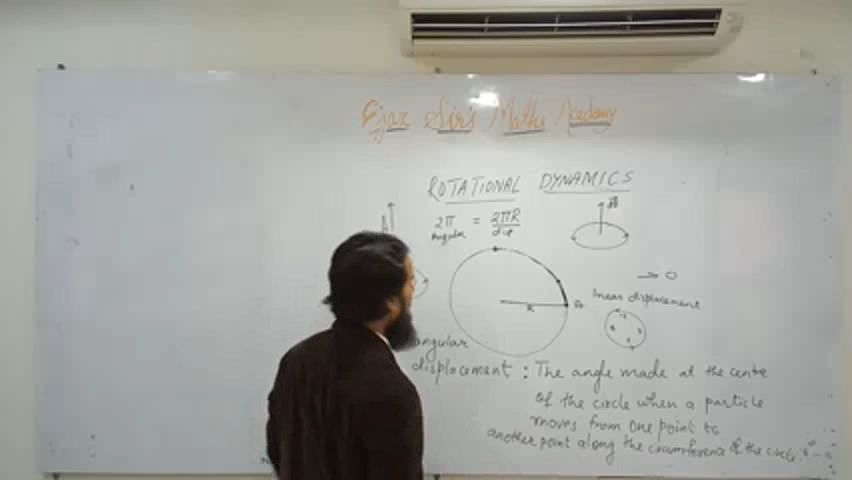 Ejaz Sir's Maths Academy
ROTATIONAL DYNAMICS
2π = 2πR
Angular
R
linear displacement
angular
displacement : The angle made at the centre
of the circle when a particle
moves from one point to
another point along the circumference of the circle.